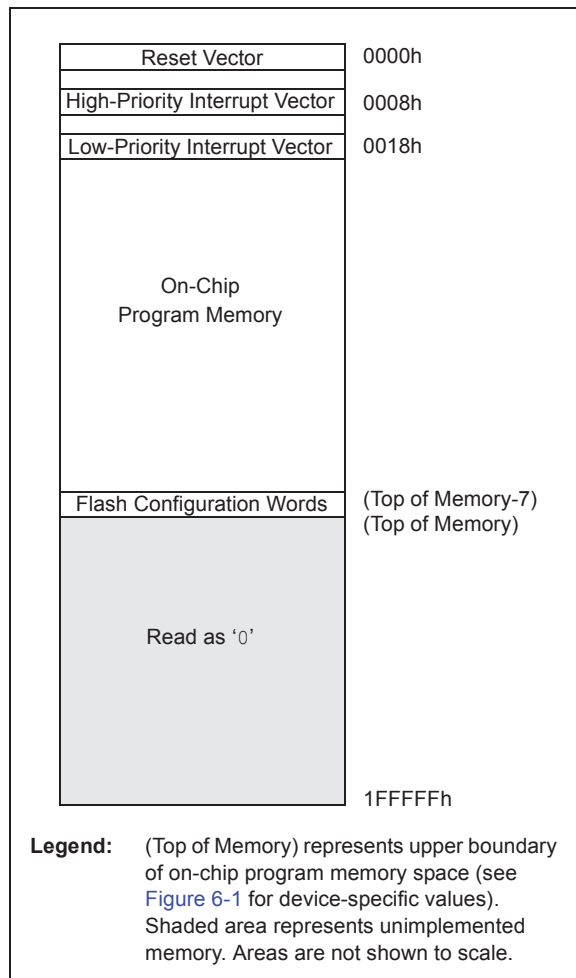 Reset Vector 0000h
High-Priority Interrupt Vector 0008h
Low-Priority Interrupt Vector 0018h
On-Chip
Program Memory
Flash Configuration Words (Top of Memory-7)
(Top of Memory)
Read as ‘0’
1FFFFFh
Legend: (Top of Memory) represents upper boundary
of on-chip program memory space (see
Figure 6-1 for device-specific values).
Shaded area represents unimplemented
memory. Areas are not shown to scale.